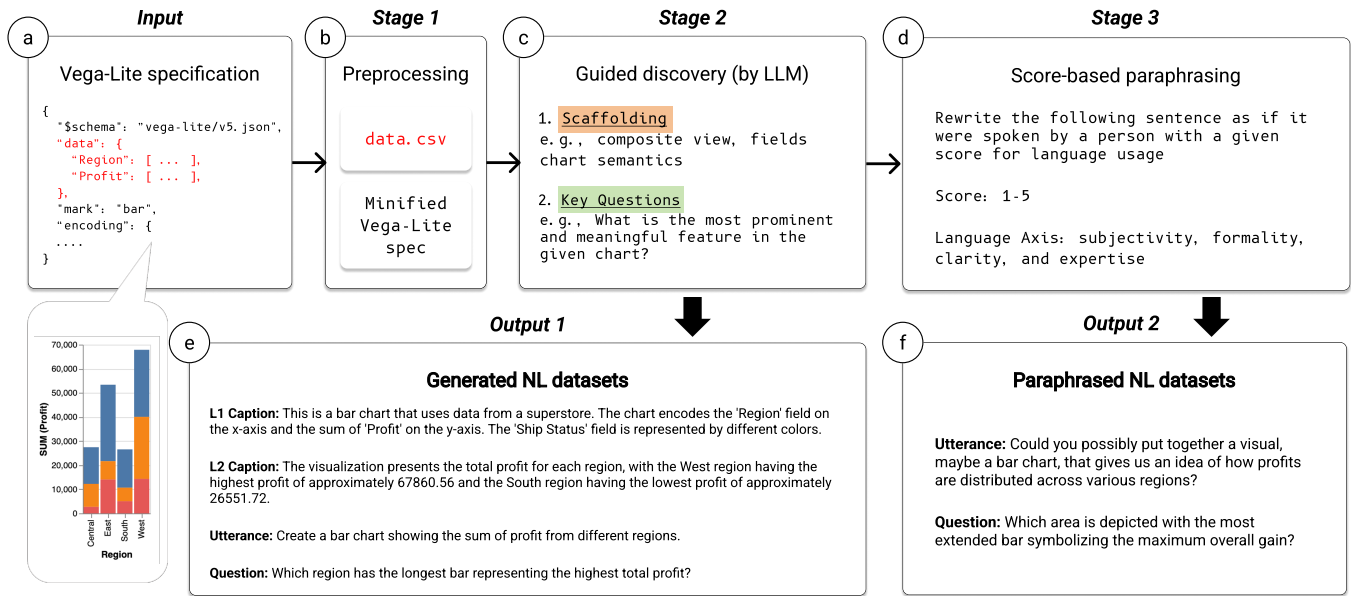 Input
Stage 1
Stage 2
Stage 3
a
Vega-Lite specification
{
"$schema": "vega-lite/v5.json",
"data": {
"Region": [ ... ],
"Profit": [ ... ],
},
"mark": "bar",
"encoding": {
....
}
b
Preprocessing
data.csv
Minified
Vega-Lite
spec
c
Guided discovery (by LLM)
1. Scaffolding
e.g., composite view, fields
chart semantics
2. Key Questions
e.g., What is the most prominent
and meaningful feature in the
given chart?
d
Score-based paraphrasing
Rewrite the following sentence as if it
were spoken by a person with a given
score for language usage
Score: 1-5
Language Axis: subjectivity, formality,
clarity, and expertise
SUM (Profit)
70,000
60,000
50,000
40,000
30,000
20,000
10,000
0
Central
East
South
West
Region
Output 1
e
Generated NL datasets
L1 Caption: This is a bar chart that uses data from a superstore. The chart encodes the 'Region' field on
the x-axis and the sum of 'Profit' on the y-axis. The 'Ship Status' field is represented by different colors.
L2 Caption: The visualization presents the total profit for each region, with the West region having the
highest profit of approximately 67860.56 and the South region having the lowest profit of approximately
26551.72.
Utterance: Create a bar chart showing the sum of profit from different regions.
Question: Which region has the longest bar representing the highest total profit?
Output 2
f
Paraphrased NL datasets
Utterance: Could you possibly put together a visual,
maybe a bar chart, that gives us an idea of how profits
are distributed across various regions?
Question: Which area is depicted with the most
extended bar symbolizing the maximum overall gain?